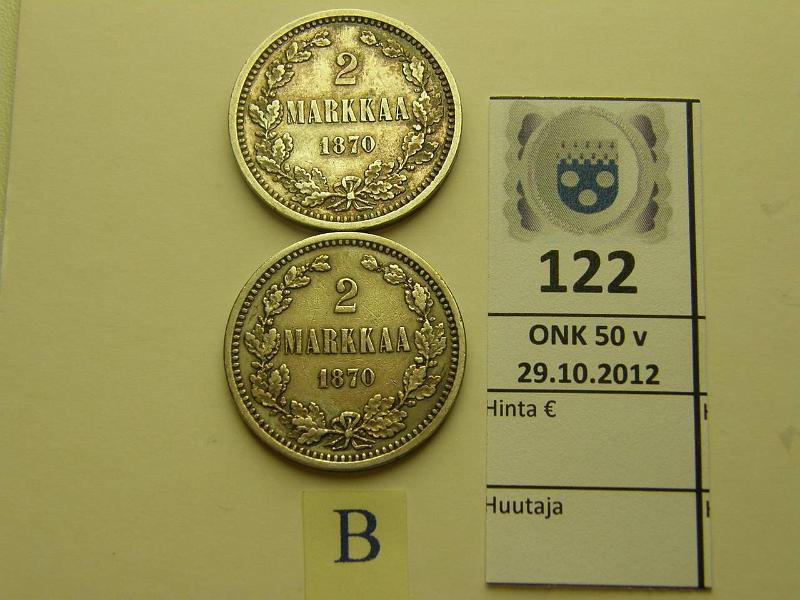 2
MARKKAA
1870
2
MARKKAA
1870
B
122
ONK 50 v
29.10.2012
Hinta €
Huutaja